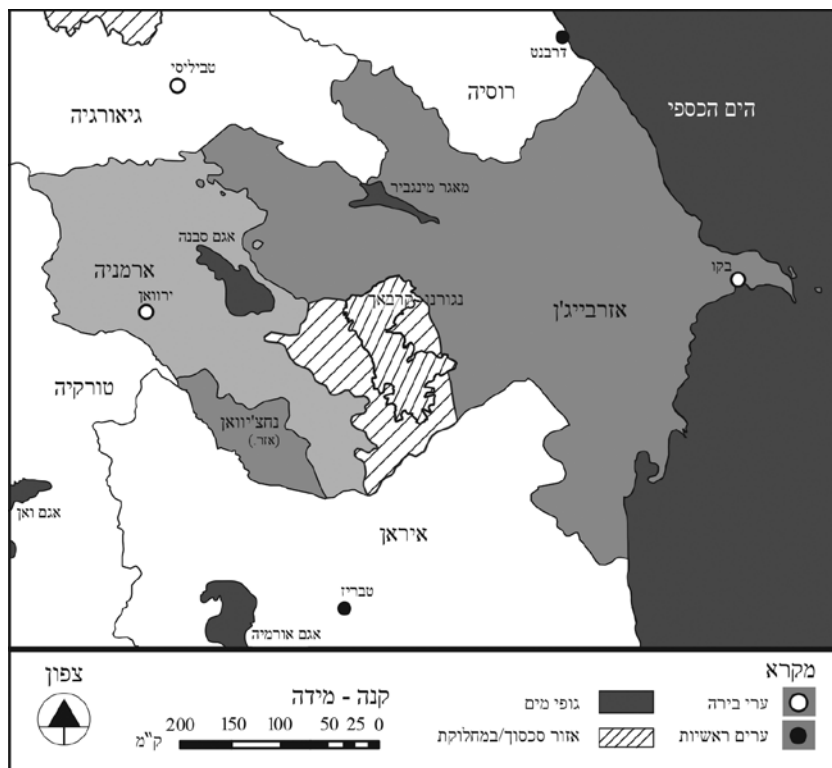 דרבנט
טביליסי
רוסיה
הים הכספי
גיאורגיה
מאגר מינגביר
אגם סבנה
ארמניה
ירוואן
נגורנו קרבאך
בקו
אזרבייג'ן
טורקיה
נחצ'יוואן
(אזר.)
אגם ואן
איראן
טבריז
אגם אורמיה
מקרא
ערי בירה
ערים ראשיות
גופי מים
אזור סכסוך/במחלוקת
קנה - מידה
200 150 100 50 25 0
ק"מ
צפון